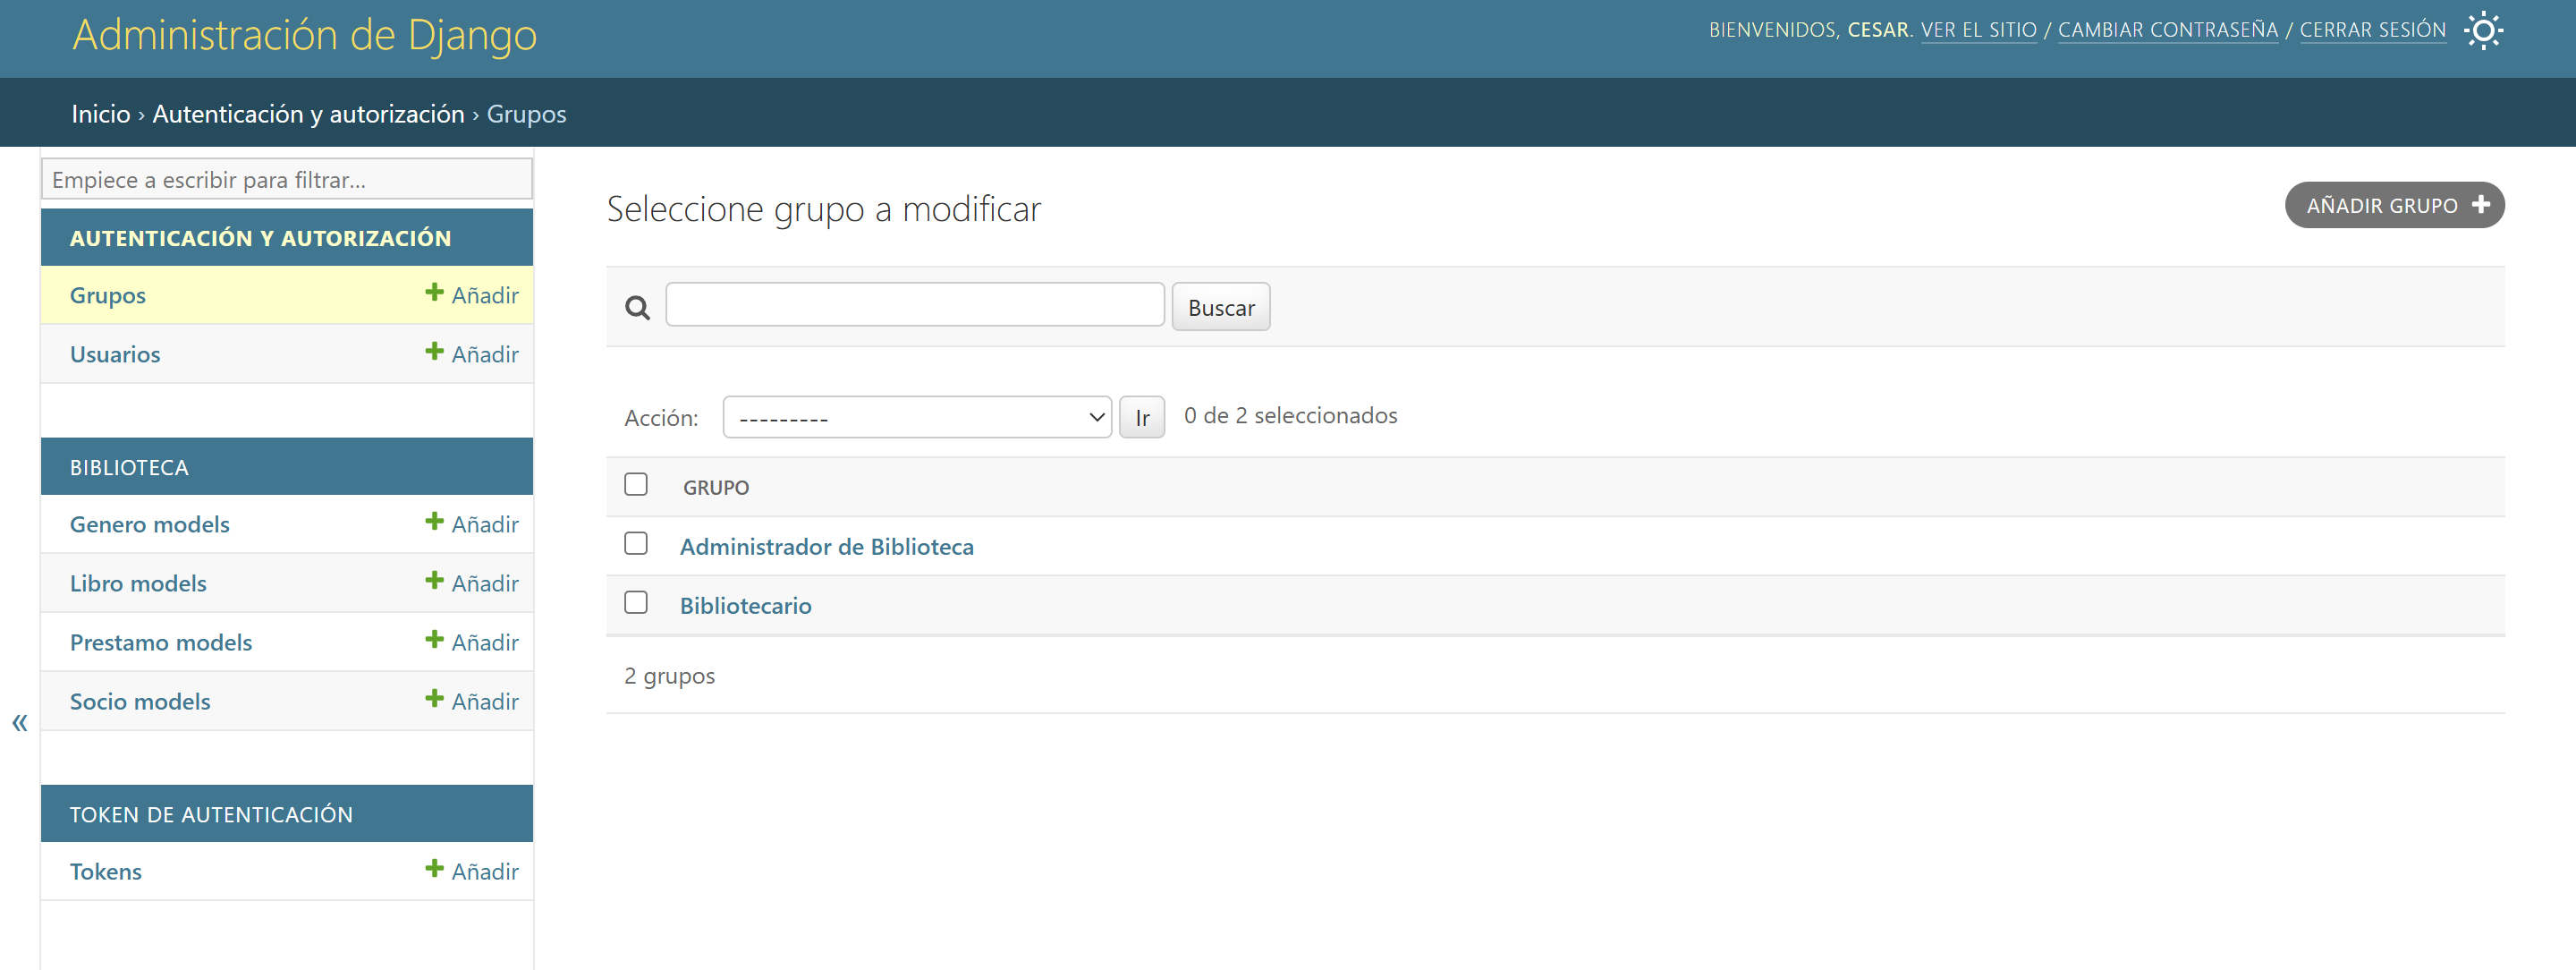 Administración de Django
BIENVENIDOS, CESAR. VER EL SITIO / CAMBIAR CONTRASEÑA / CERRAR SESIÓN
Inicio › Autenticación y autorización › Grupos
Empiece a escribir para filtrar...
AUTENTICACIÓN Y AUTORIZACIÓN
Grupos Añadir
Usuarios Añadir
BIBLIOTECA
Genero models Añadir
Libro models Añadir
Prestamo models Añadir
Socio models Añadir
TOKEN DE AUTENTICACIÓN
Tokens Añadir
«
Seleccione grupo a modificar
AÑADIR GRUPO
Buscar
Acción: --------- Ir 0 de 2 seleccionados
GRUPO
Administrador de Biblioteca
Bibliotecario
2 grupos